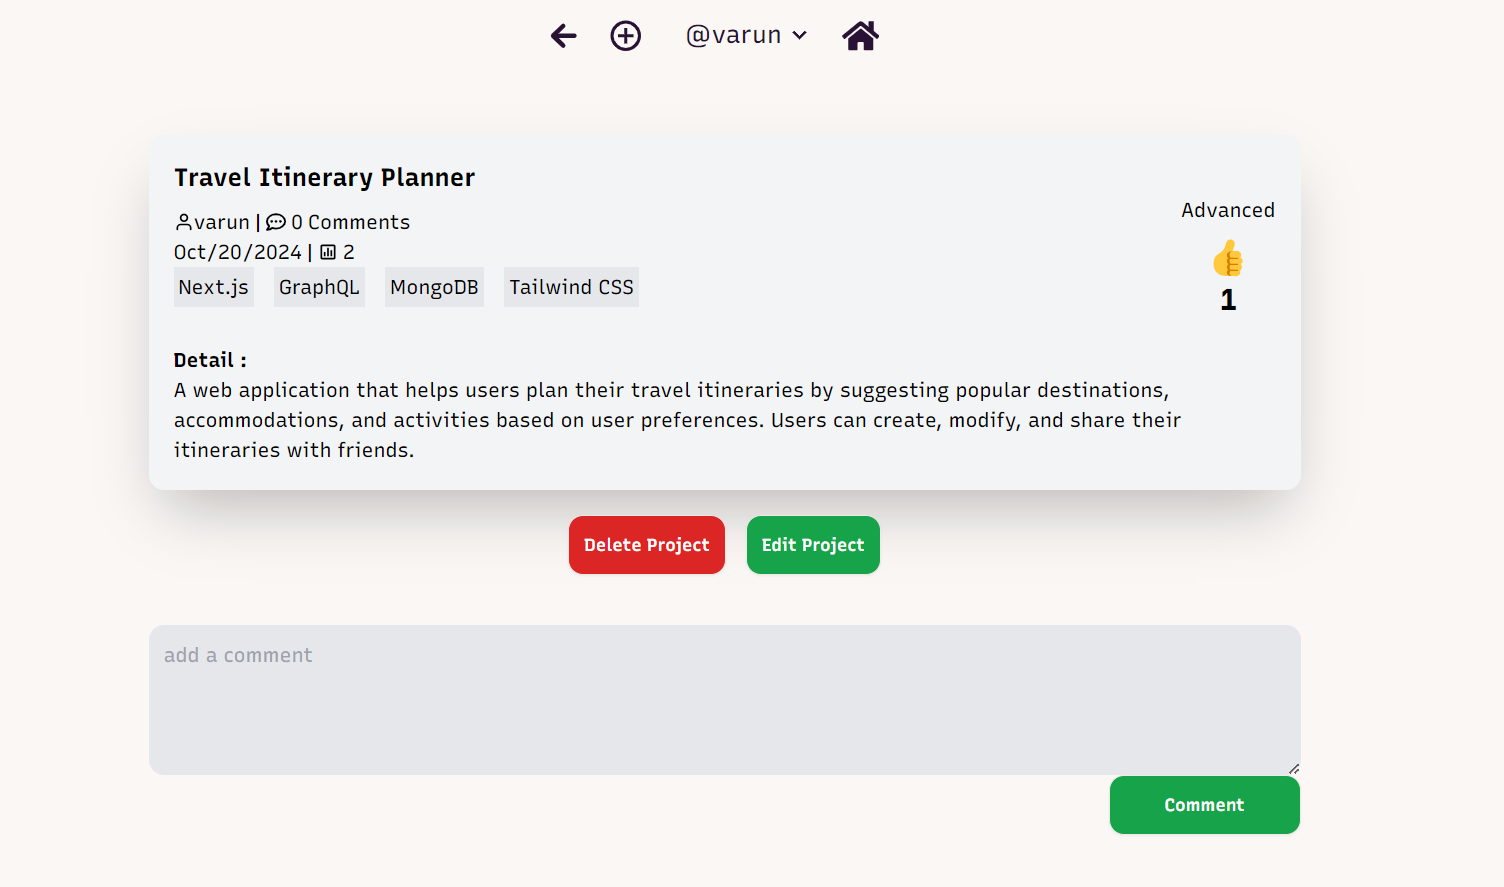 @varun
Travel Itinerary Planner
varun | 0 Comments
Oct/20/2024 | 2
Next.js GraphQL MongoDB Tailwind CSS
Advanced
1
Detail :
A web application that helps users plan their travel itineraries by suggesting popular destinations,
accommodations, and activities based on user preferences. Users can create, modify, and share their
itineraries with friends.
Delete Project Edit Project
add a comment
Comment